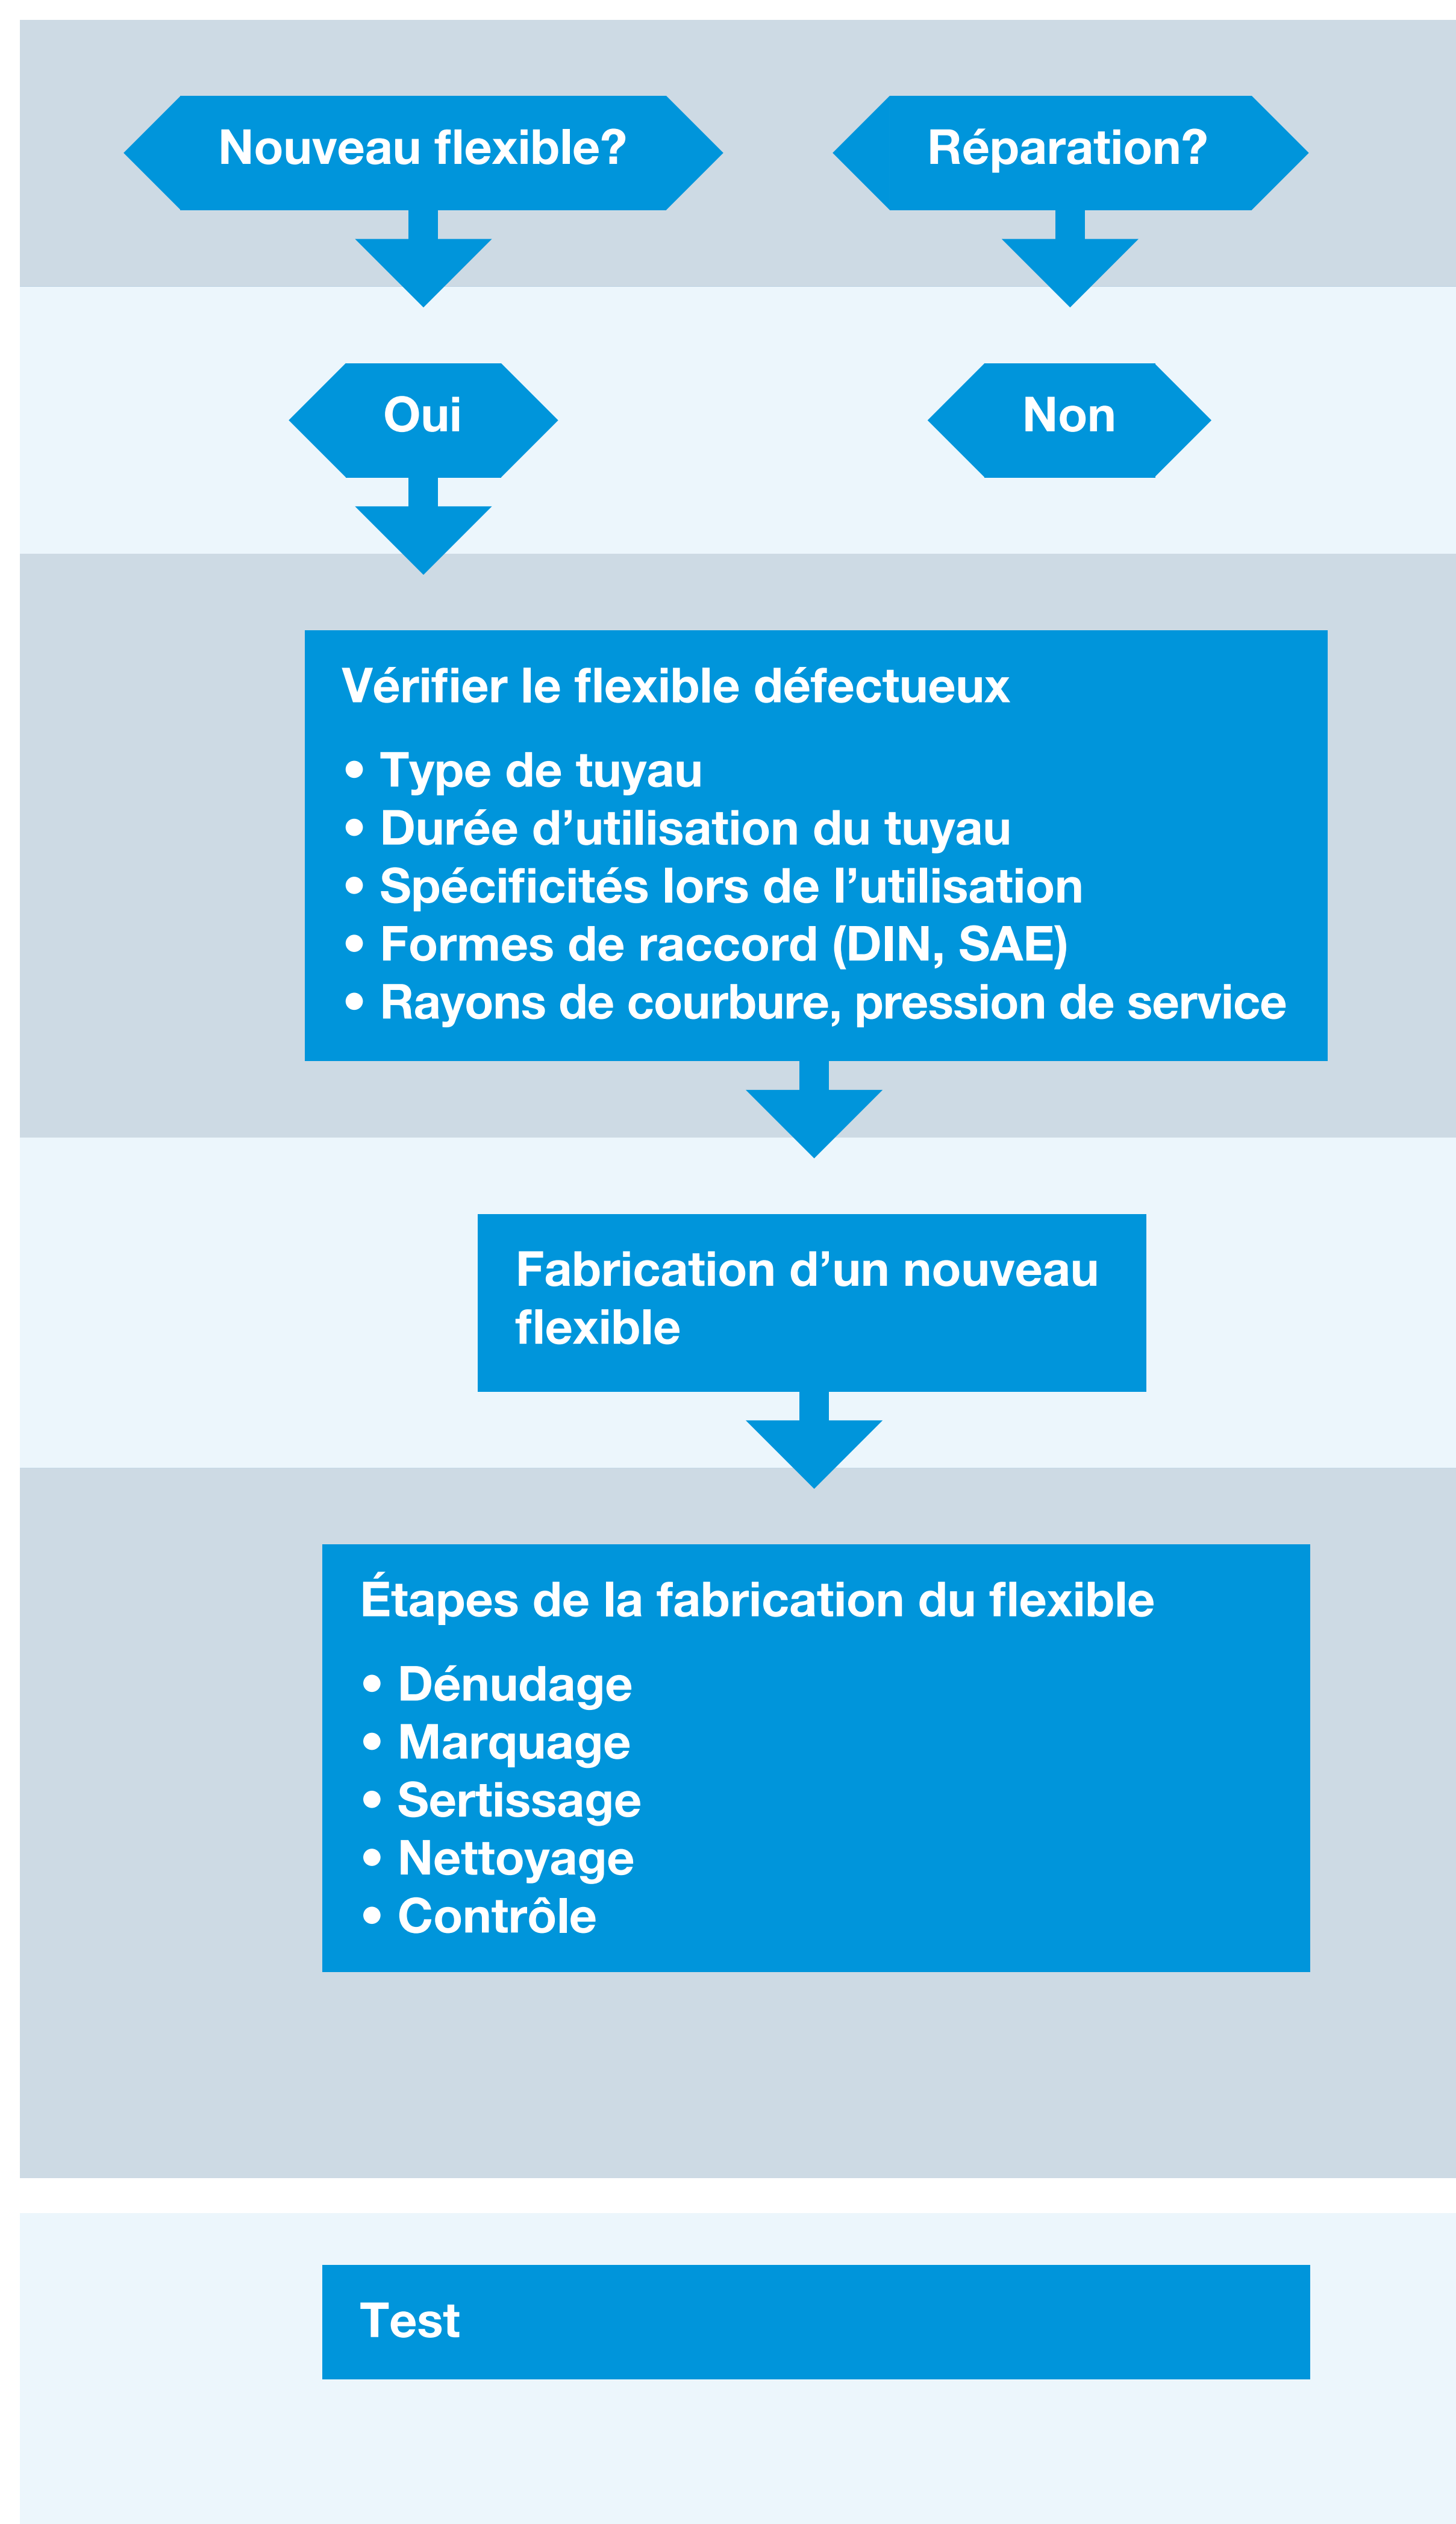 Nouveau flexible?
Réparation?
Oui
Non
Vérifier le flexible défectueux
• Type de tuyau
• Durée d’utilisation du tuyau
• Spécificités lors de l’utilisation
• Formes de raccord (DIN, SAE)
• Rayons de courbure, pression de service
Fabrication d’un nouveau
flexible
Étapes de la fabrication du flexible
• Dénudage
• Marquage
• Sertissage
• Nettoyage
• Contrôle
Test